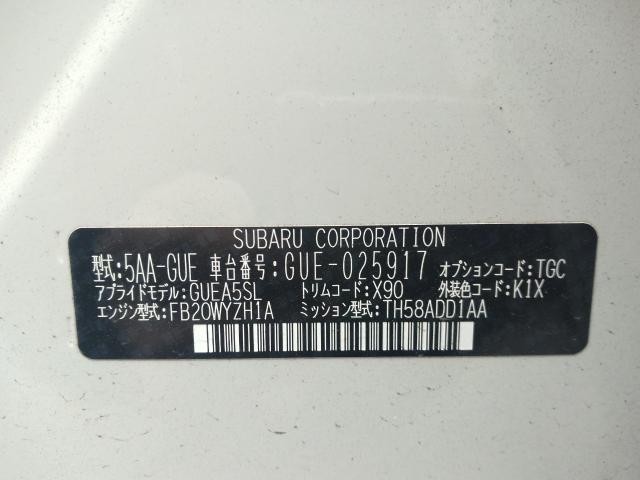 SUBARU CORPORATION
型式:5AA-GUE 車台番号:GUE-025917 オプションコード:TGC
アプライドモデル:GUEA5SL トリムコード:X90 外装色コード:K1X
エンジン型式:FB20WYZH1A ミッション型式:TH58ADD1AA